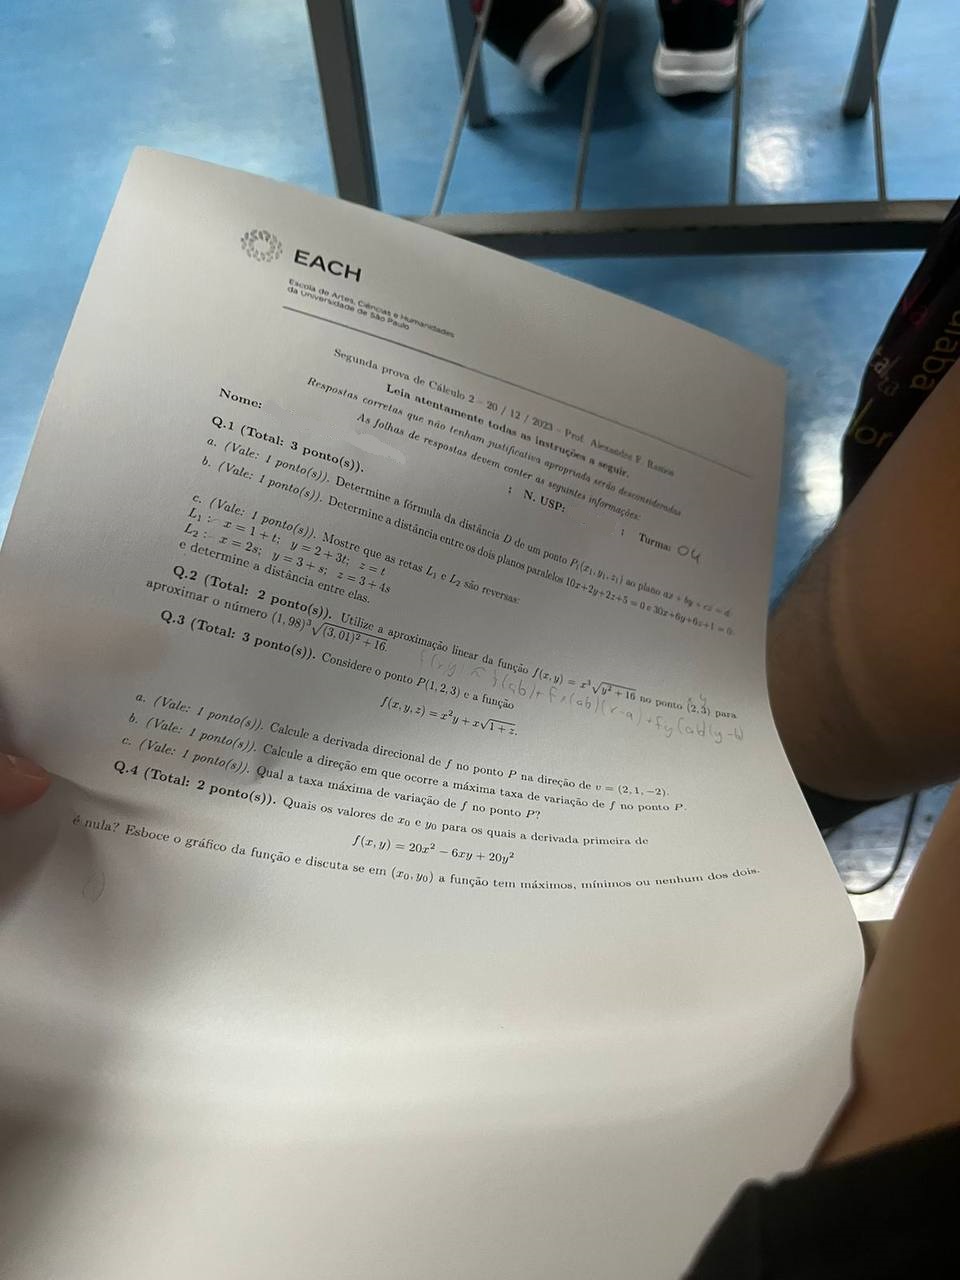 EACH
Escola de Artes, Ciências e Humanidades
da Universidade de São Paulo
Segunda prova de Cálculo 2 – 20 / 12 / 2023 – Prof. Alexandre F. Ramos
Leia atentamente todas as instruções a seguir.
Respostas corretas que não tenham justificativa apropriada serão desconsideradas
As folhas de respostas devem conter as seguintes informações:
Nome: ; N. USP: ; Turma: 04
Q.1 (Total: 3 ponto(s)).
a. (Vale: 1 ponto(s)). Determine a fórmula da distância D de um ponto P₁(x₁, y₁, z₁) ao plano ax + by + cz = d.
b. (Vale: 1 ponto(s)). Determine a distância entre os dois planos paralelos 10x+2y+2z+5 = 0 e 30x+6y+6z+1 = 0.
c. (Vale: 1 ponto(s)). Mostre que as retas L₁ e L₂ são reversas:
L₁ : x = 1 + t; y = 2 + 3t; z = t
L₂ : x = 2s; y = 3 + s; z = 3 + 4s
e determine a distância entre elas.
Q.2 (Total: 2 ponto(s)). Utilize a aproximação linear da função f(x, y) = x³√(y² + 16) no ponto (2, 3) para
x y
aproximar o número (1, 98)³√((3, 01)² + 16).
f(ab) + fx(ab)(x-a) + fy(ab)(y-b
Q.3 (Total: 3 ponto(s)). Considere o ponto P(1, 2, 3) e a função
f(x, y, z) = x²y + x√(1 + z).
a. (Vale: 1 ponto(s)). Calcule a derivada direcional de f no ponto P na direção de v = (2, 1, −2).
b. (Vale: 1 ponto(s)). Calcule a direção em que ocorre a máxima taxa de variação de f no ponto P.
c. (Vale: 1 ponto(s)). Qual a taxa máxima de variação de f no ponto P?
Q.4 (Total: 2 ponto(s)). Quais os valores de x₀ e y₀ para os quais a derivada primeira de
f(x, y) = 20x² − 6xy + 20y²
é nula? Esboce o gráfico da função e discuta se em (x₀, y₀) a função tem máximos, mínimos ou nenhum dos dois.